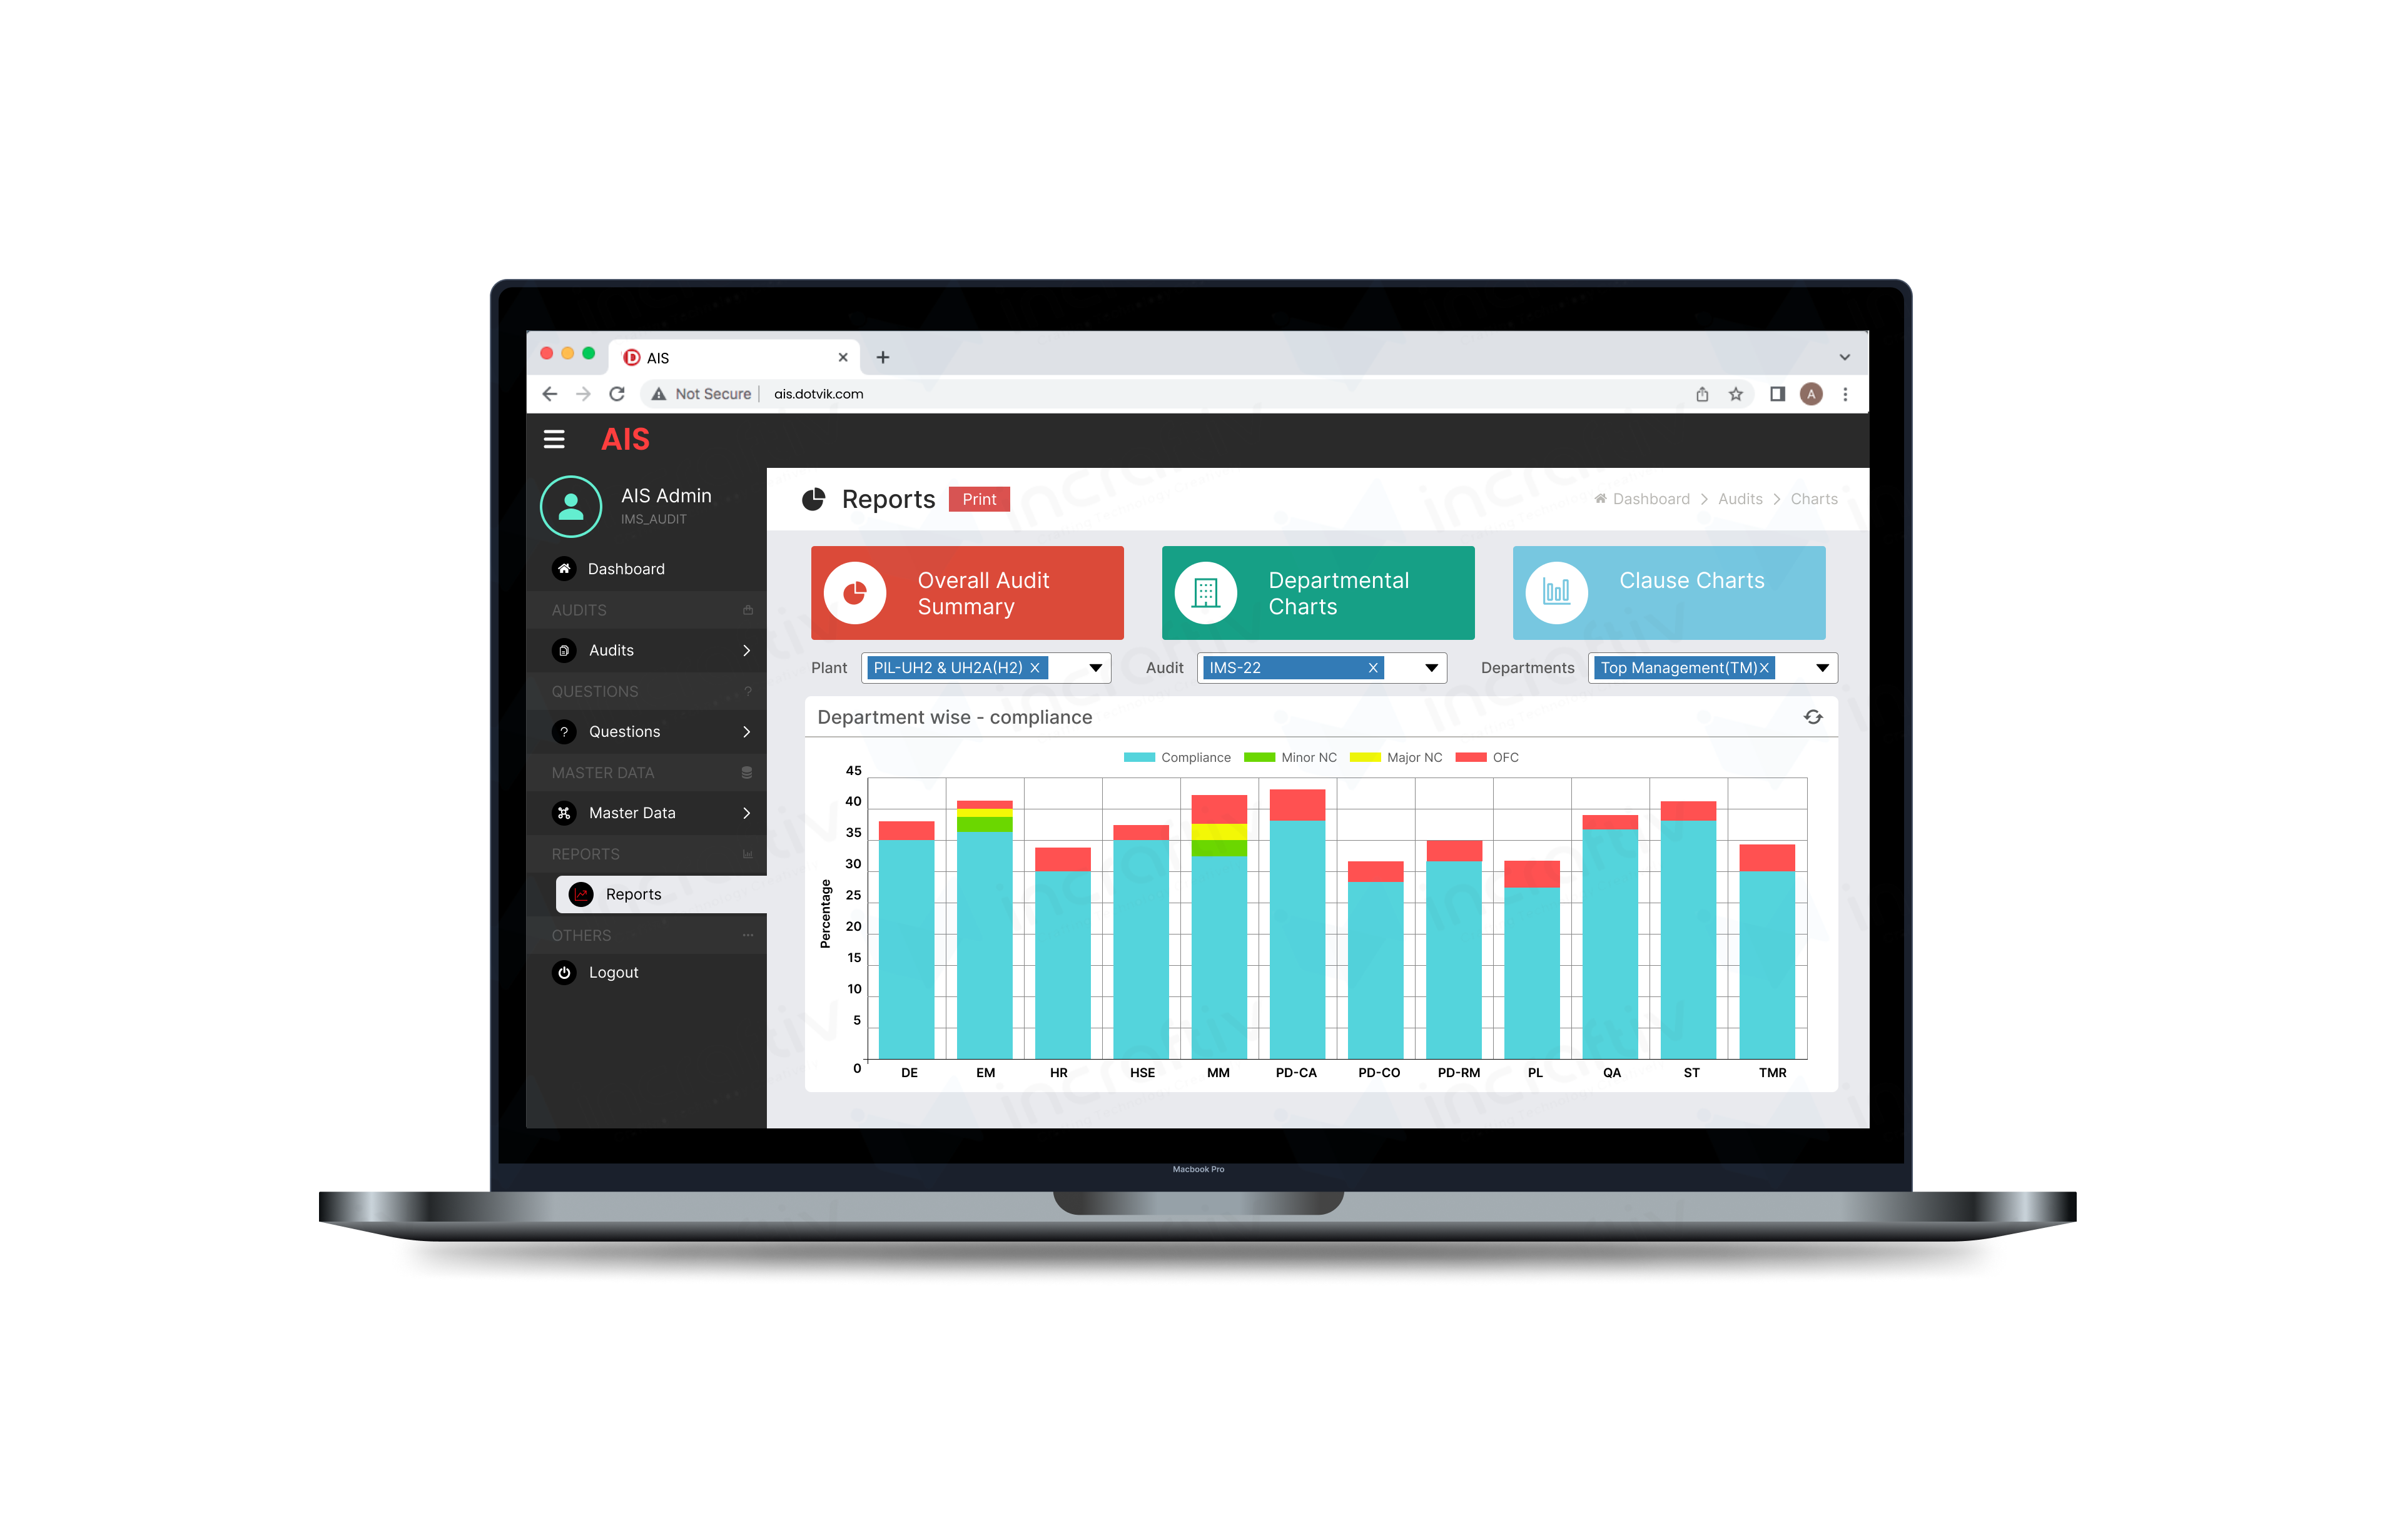 AIS
Not Secure
ais.dotvik.com
A
AIS
AIS Admin
IMS_AUDIT
Dashboard
AUDITS
Audits
QUESTIONS
?
? Questions
MASTER DATA
Master Data
REPORTS
Reports
OTHERS
Logout
Reports
Print
Dashboard > Audits > Charts
Overall Audit
Summary
Departmental
Charts
Clause Charts
Plant PIL-UH2 & UH2A(H2) X
Audit IMS-22 X
Departments Top Management(TM)X
Department wise - compliance
Compliance Minor NC Major NC OFC
Percentage
45
40
35
30
25
20
15
10
5
0
DE EM HR HSE MM PD-CA PD-CO PD-RM PL QA ST TMR
Macbook Pro
incraftiv